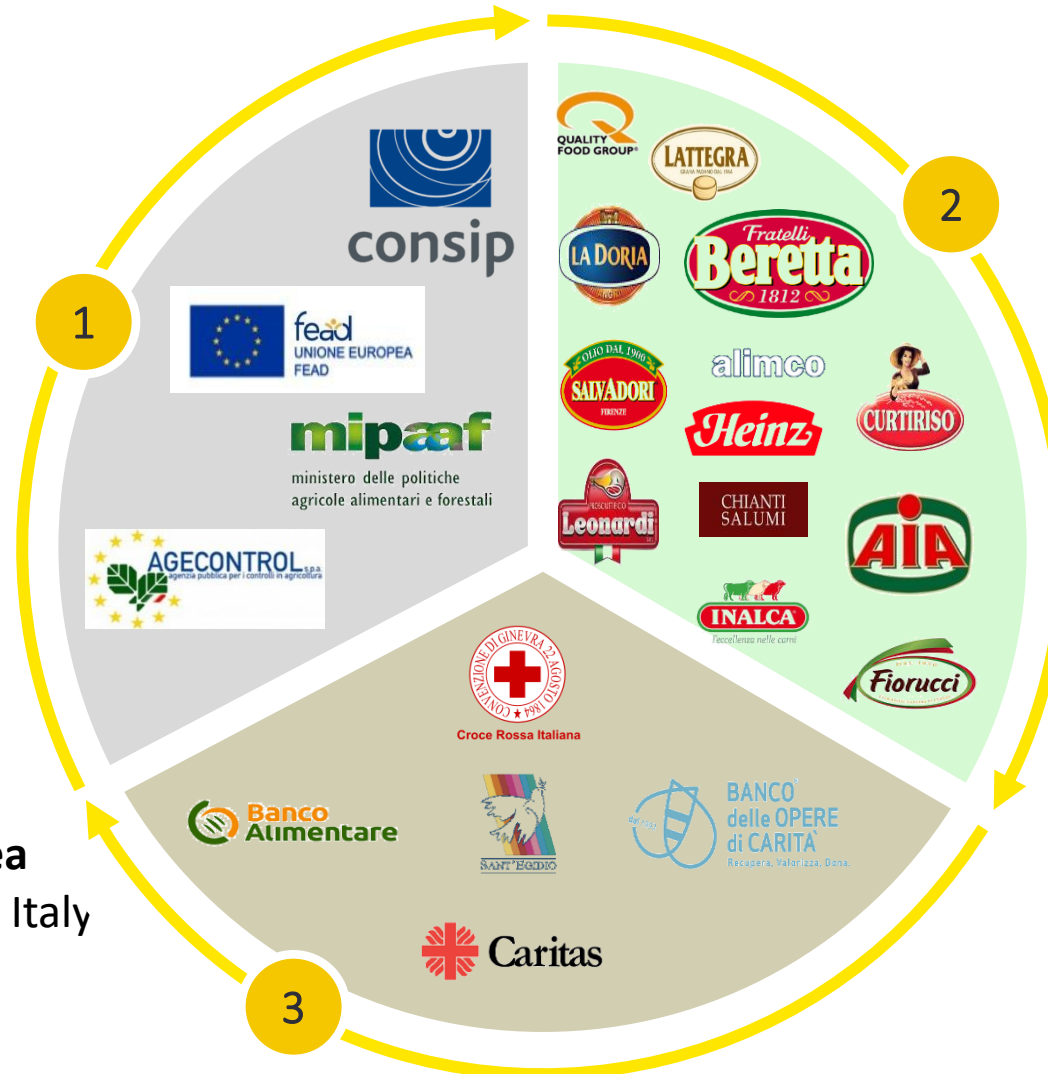 1
consip
fead
UNIONE EUROPEA
FEAD
mipaaf
ministero delle politiche
agricole alimentari e forestali
AGECONTROL s.p.a.
agenzia pubblica per i controlli in agricoltura
2
QUALITY
FOOD GROUP®
LATTEGRA
LA DORIA
ANGRI
Fratelli
Beretta
1812
OLIO DAL 1906
SALVADORI
FIRENZE
alimco
CURTIRISO
Heinz
Leonardi
CHIANTI
SALUMI
AIA
INALCA
l'eccellenza nelle carni
Fiorucci
CONVENZIONE DI GINEVRA 22 AGOSTO 1864
Croce Rossa Italiana
Banco
Alimentare
SANT'EGIDIO
BANCO
delle OPERE
di CARITÀ
Recupera, Valorizza, Dona.
Caritas
3
ea
Italy